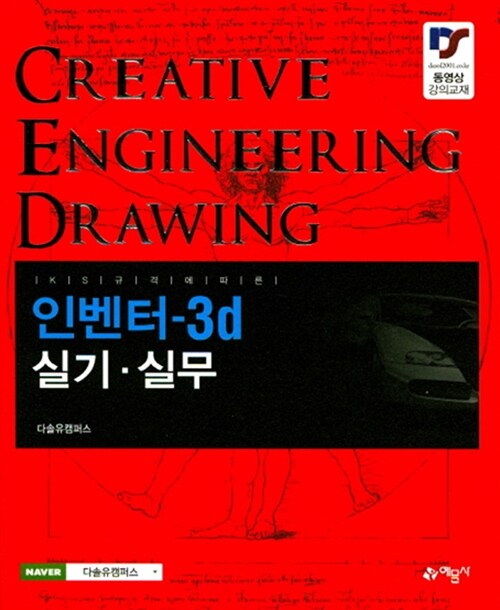 CREATIVE
ENGINEERING
DRAWING
DS
동영상
강의교재
|K|S|규|격|에|따|른|
인벤터-3d
실기·실무
다솔유캠퍼스
NAVER 다솔유캠퍼스
예문사